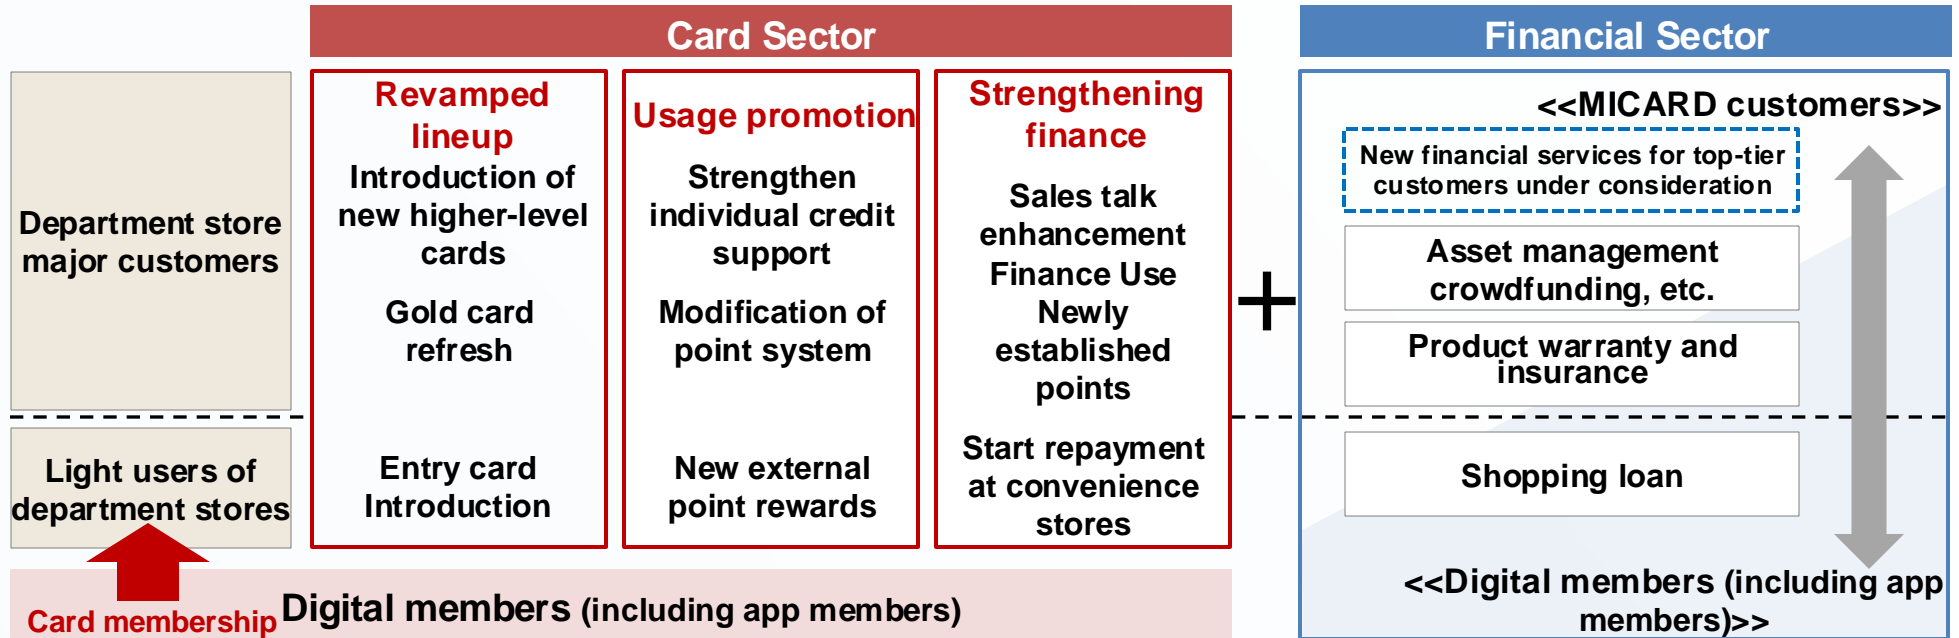 Card Sector
Financial Sector
Department store
major customers
Light users of
department stores
Revamped
lineup
Introduction of
new higher-level
cards
Gold card
refresh
Entry card
Introduction
Usage promotion
Strengthen
individual credit
support
Modification of
point system
New external
point rewards
Strengthening
finance
Sales talk
enhancement
Finance Use
Newly
established
points
Start repayment
at convenience
stores
+
<<MICARD customers>>
New financial services for top-tier
customers under consideration
Asset management
crowdfunding, etc.
Product warranty and
insurance
Shopping loan
<<Digital members (including app
members)>>
Card membership
Digital members (including app members)